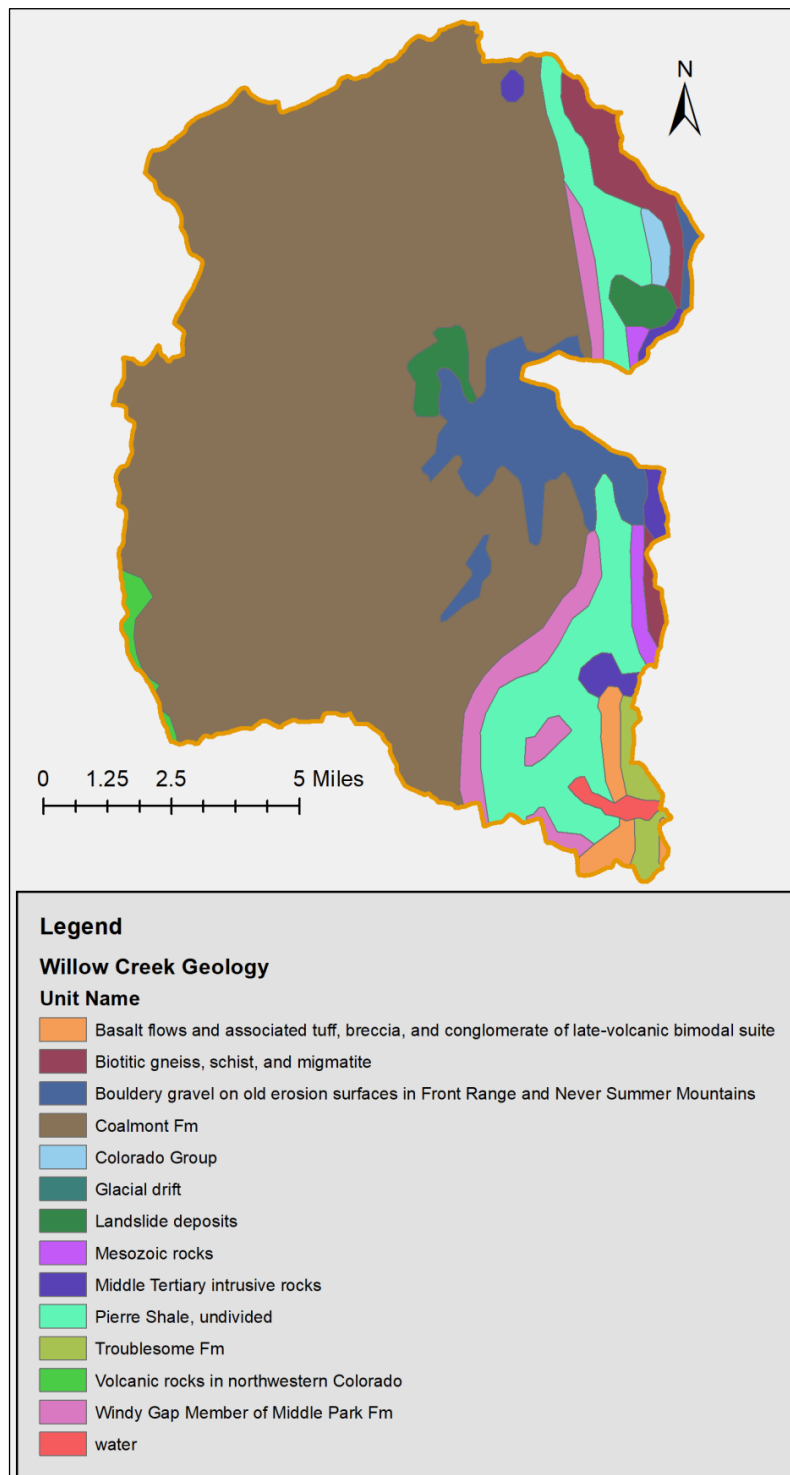 N
0 1.25 2.5 5 Miles
Legend
Willow Creek Geology
Unit Name
Basalt flows and associated tuff, breccia, and conglomerate of late-volcanic bimodal suite
Biotitic gneiss, schist, and migmatite
Bouldery gravel on old erosion surfaces in Front Range and Never Summer Mountains
Coalmont Fm
Colorado Group
Glacial drift
Landslide deposits
Mesozoic rocks
Middle Tertiary intrusive rocks
Pierre Shale, undivided
Troublesome Fm
Volcanic rocks in northwestern Colorado
Windy Gap Member of Middle Park Fm
water